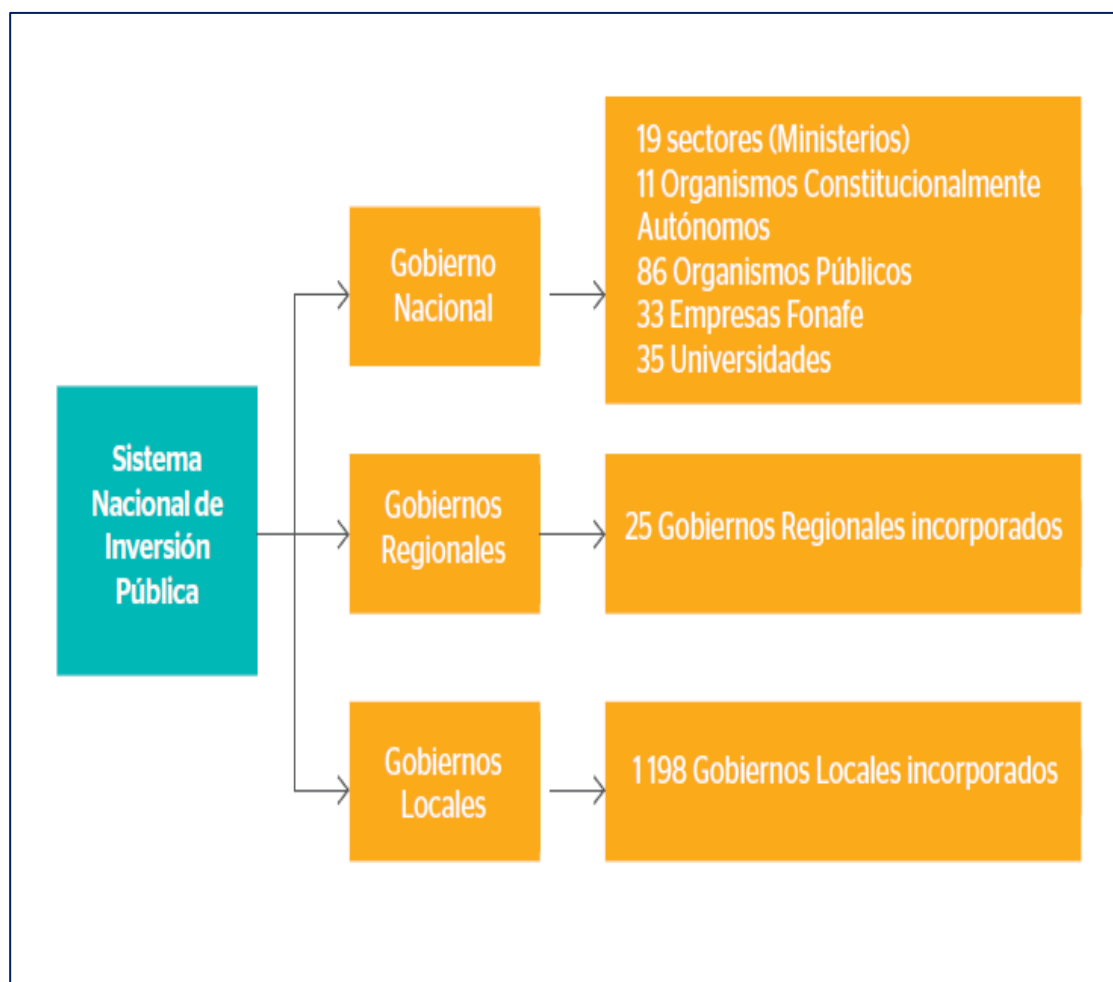 Sistema
Nacional de
Inversión
Pública
Gobierno
Nacional
19 sectores (Ministerios)
11 Organismos Constitucionalmente
Autónomos
86 Organismos Públicos
33 Empresas Fonafe
35 Universidades
Gobiernos
Regionales
25 Gobiernos Regionales incorporados
Gobiernos
Locales
1 198 Gobiernos Locales incorporados